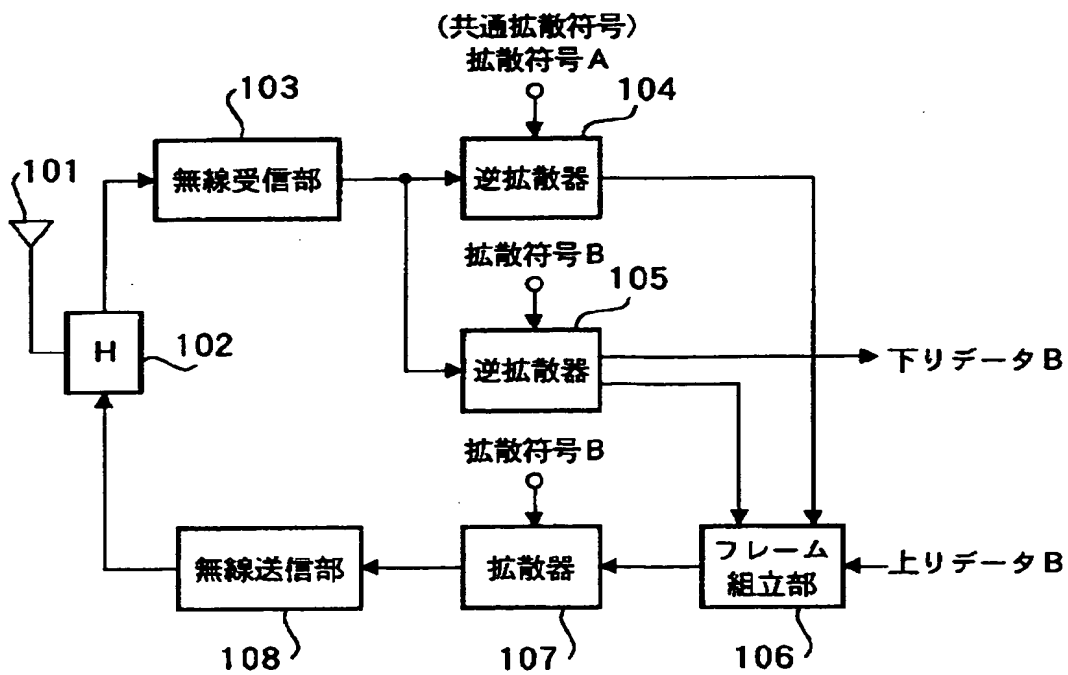 (共通拡散符号)
拡散符号A
103
104
101
無線受信部
逆拡散器
拡散符号B
105
H
102
逆拡散器
下りデータB
拡散符号B
無線送信部
拡散器
フレーム
組立部
上りデータB
108
107
106